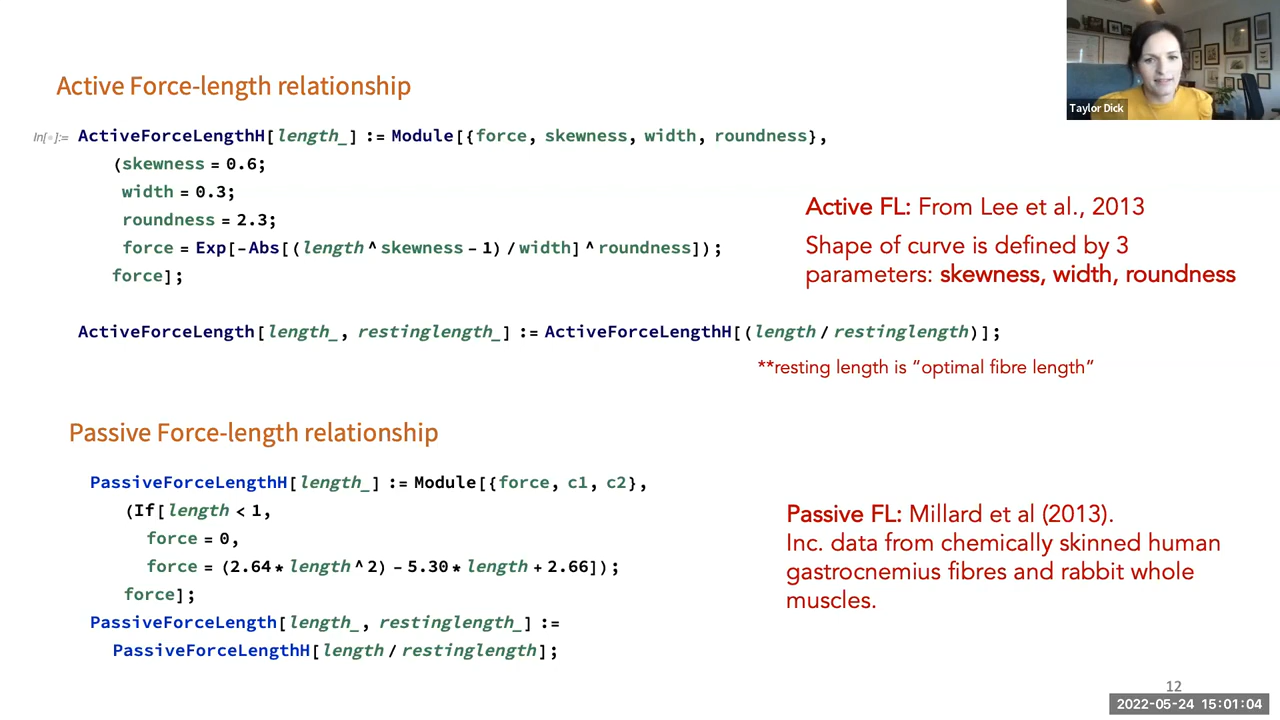 Taylor Dick
Active Force-length relationship
In[∘]:= ActiveForceLengthH[length_] := Module[{force, skewness, width, roundness},
(skewness = 0.6;
width = 0.3;
roundness = 2.3;
force = Exp[-Abs[(length ^ skewness - 1) / width] ^ roundness]);
force];
Active FL: From Lee et al., 2013
Shape of curve is defined by 3
parameters: skewness, width, roundness
ActiveForceLength[length_, restinglength_] := ActiveForceLengthH[(length / restinglength)];
**resting length is “optimal fibre length”
Passive Force-length relationship
PassiveForceLengthH[length_] := Module[{force, c1, c2},
(If[length < 1,
force = 0,
force = (2.64 * length ^ 2) - 5.30 * length + 2.66]);
force];
PassiveForceLength[length_, restinglength_] :=
PassiveForceLengthH[length / restinglength];
Passive FL: Millard et al (2013).
Inc. data from chemically skinned human
gastrocnemius fibres and rabbit whole
muscles.
12
2022-05-24 15:01:04